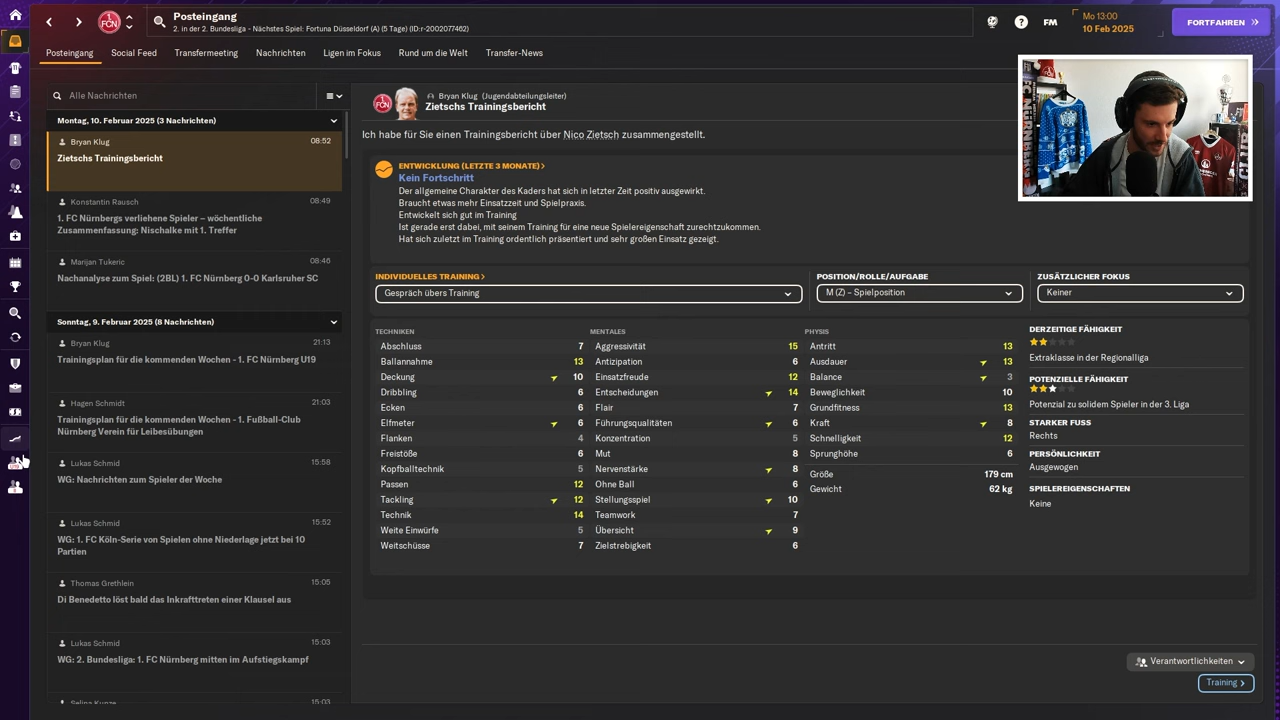 Posteingang
2. in der 2. Bundesliga - Nächstes Spiel: Fortuna Düsseldorf (A) (5 Tage) (ID:r-2002077462)
FM
Mo 13:00
10 Feb 2025
FORTFAHREN
Posteingang
Social Feed
Transfermeeting
Nachrichten
Ligen im Fokus
Rund um die Welt
Transfer-News
Alle Nachrichten
Montag, 10. Februar 2025 (3 Nachrichten)
Bryan Klug
08:52
Zietschs Trainingsbericht
Konstantin Rausch
08:49
1. FC Nürnbergs verliehene Spieler – wöchentliche
Zusammenfassung: Nischalke mit 1. Treffer
Marijan Tukeric
08:46
Nachanalyse zum Spiel: (2BL) 1. FC Nürnberg 0-0 Karlsruher SC
Sonntag, 9. Februar 2025 (8 Nachrichten)
Bryan Klug
21:13
Trainingsplan für die kommenden Wochen - 1. FC Nürnberg U19
Hagen Schmidt
21:03
Trainingsplan für die kommenden Wochen - 1. Fußball-Club
Nürnberg Verein für Leibesübungen
Lukas Schmid
15:58
WG: Nachrichten zum Spieler der Woche
Lukas Schmid
15:52
WG: 1. FC Köln-Serie von Spielen ohne Niederlage jetzt bei 10
Partien
Thomas Grethlein
15:05
Di Benedetto löst bald das Inkrafttreten einer Klausel aus
Lukas Schmid
15:03
WG: 2. Bundesliga: 1. FC Nürnberg mitten im Aufstiegskampf
15:03
Bryan Klug (Jugendabteilungsleiter)
Zietschs Trainingsbericht
Ich habe für Sie einen Trainingsbericht über Nico Zietsch zusammengestellt.
ENTWICKLUNG (LETZTE 3 MONATE)
Kein Fortschritt
Der allgemeine Charakter des Kaders hat sich in letzter Zeit positiv ausgewirkt.
Braucht etwas mehr Einsatzzeit und Spielpraxis.
Entwickelt sich gut im Training
Ist gerade erst dabei, mit seinem Training für eine neue Spielereigenschaft zurechtzukommen.
Hat sich zuletzt im Training ordentlich präsentiert und sehr großen Einsatz gezeigt.
INDIVIDUELLES TRAINING
Gespräch übers Training
POSITION/ROLLE/AUFGABE
M (Z) – Spielposition
ZUSÄTZLICHER FOKUS
Keiner
TECHNIKEN
Abschluss 7
Ballannahme 13
Deckung 10
Dribbling 6
Ecken 6
Elfmeter 6
Flanken 4
Freistöße 6
Kopfballtechnik 5
Passen 12
Tackling 12
Technik 14
Weite Einwürfe 5
Weitschüsse 7
MENTALES
Aggressivität 15
Antizipation 6
Einsatzfreude 12
Entscheidungen 14
Flair 7
Führungsqualitäten 6
Konzentration 5
Mut 8
Nervenstärke 8
Ohne Ball 6
Stellungsspiel 10
Teamwork 7
Übersicht 9
Zielstrebigkeit 6
PHYSIS
Antritt 13
Ausdauer 13
Balance 3
Beweglichkeit 10
Grundfitness 13
Kraft 8
Schnelligkeit 12
Sprunghöhe 6
Größe 179 cm
Gewicht 62 kg
DERZEITIGE FÄHIGKEIT
Extraklasse in der Regionalliga
POTENZIELLE FÄHIGKEIT
Potenzial zu solidem Spieler in der 3. Liga
STARKER FUSS
Rechts
PERSÖNLICHKEIT
Ausgewogen
SPIELEREIGENSCHAFTEN
Keine
Verantwortlichkeiten
Training